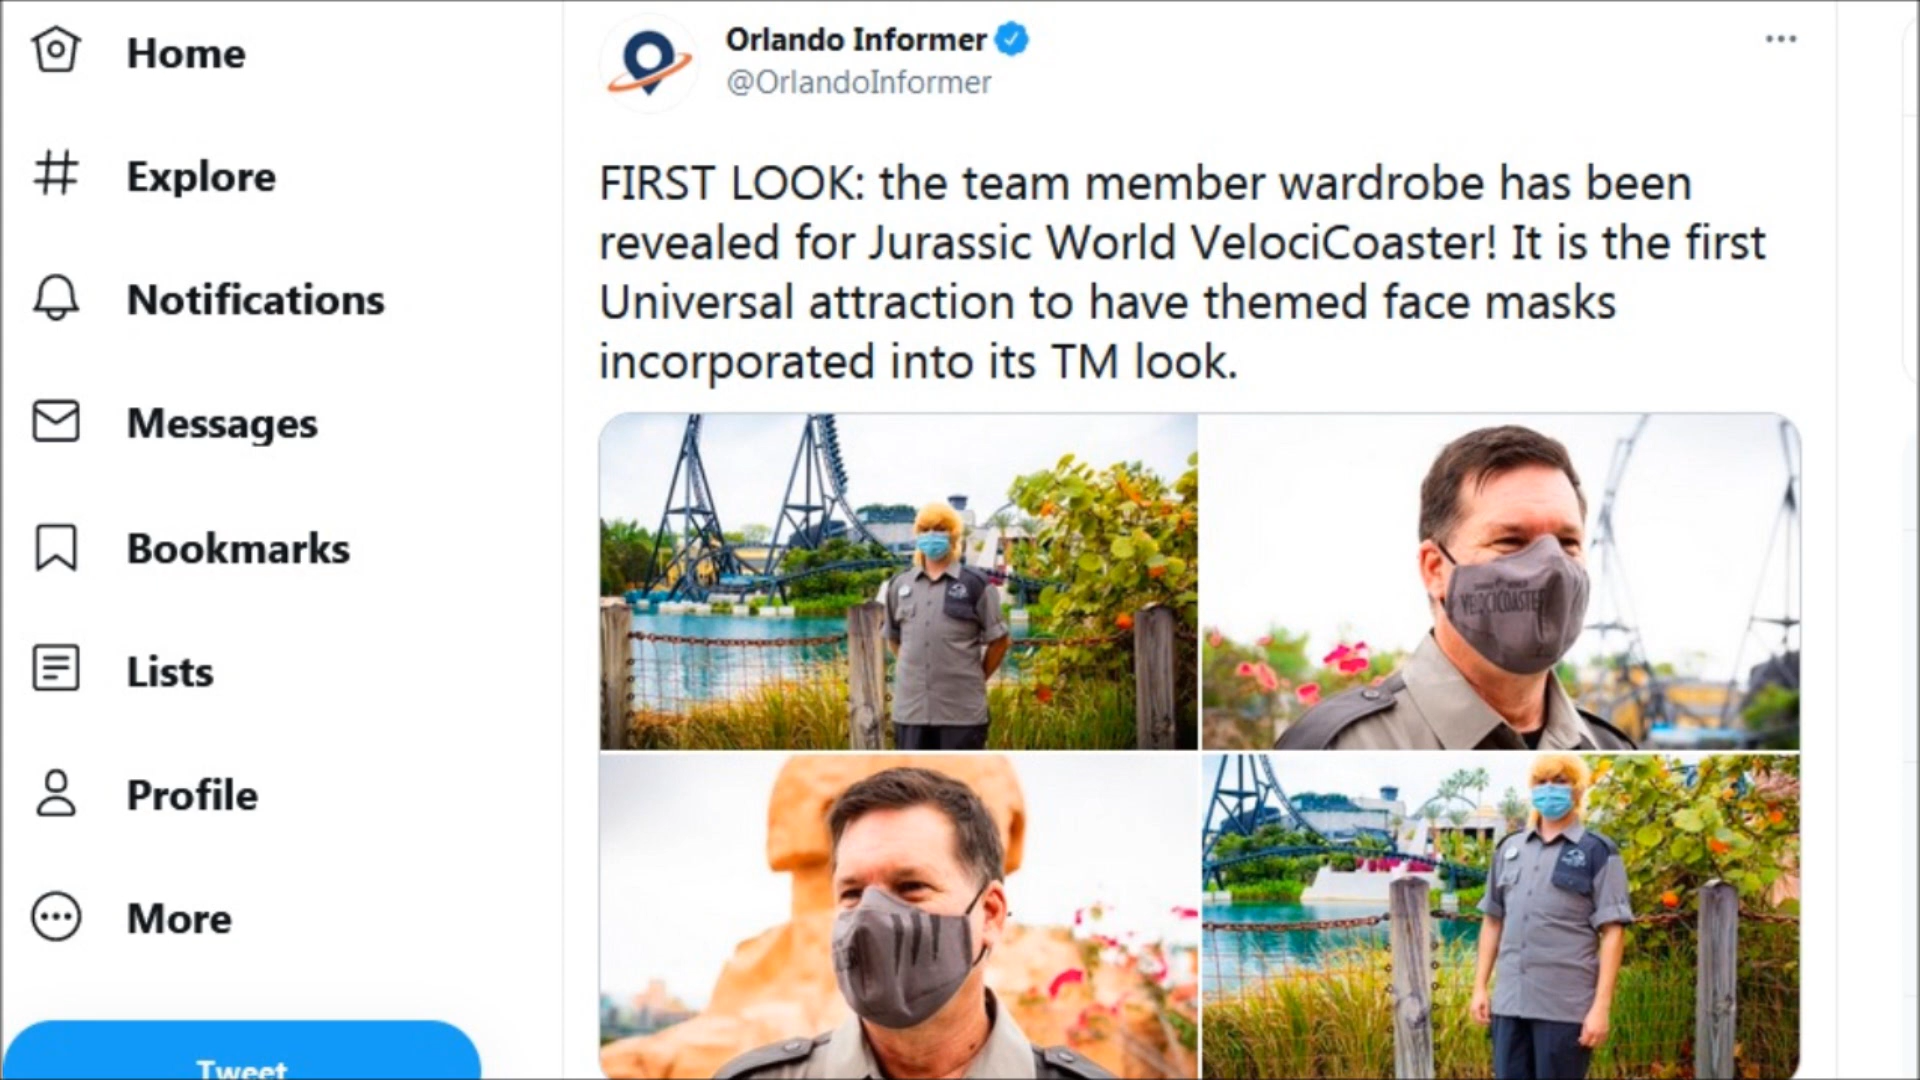 Home
Explore
Notifications
Messages
Bookmarks
Lists
Profile
More
Tweet
Orlando Informer
@OrlandoInformer
FIRST LOOK: the team member wardrobe has been
revealed for Jurassic World VelociCoaster! It is the first
Universal attraction to have themed face masks
incorporated into its TM look.
VELOCICOASTER